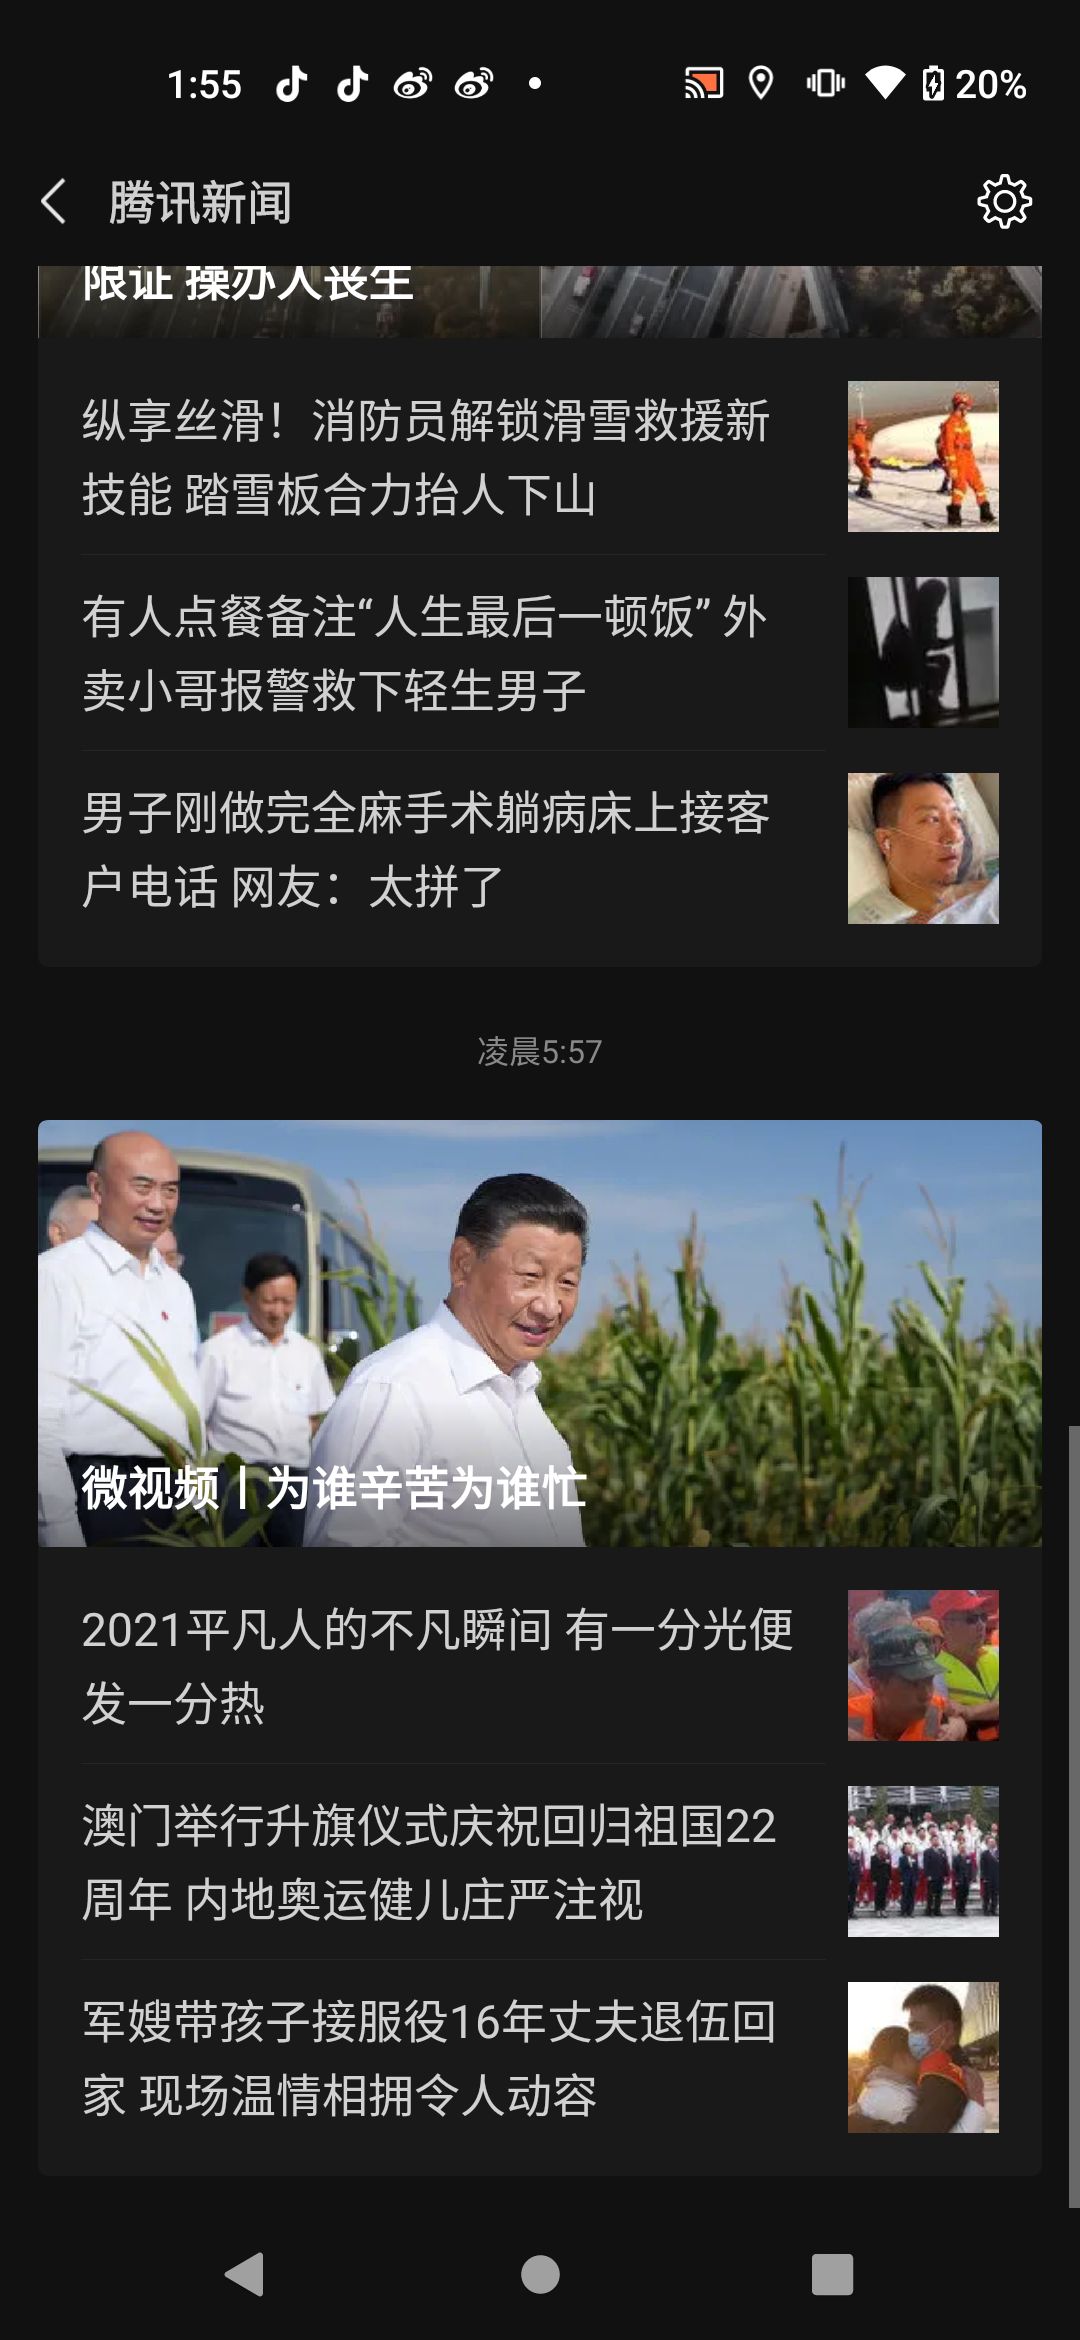 1:55
20%
腾讯新闻
限证 操办人丧生
纵享丝滑！消防员解锁滑雪救援新
技能 踏雪板合力抬人下山
有人点餐备注“人生最后一顿饭” 外
卖小哥报警救下轻生男子
男子刚做完全麻手术躺病床上接客
户电话 网友：太拼了
凌晨5:57
微视频丨为谁辛苦为谁忙
2021平凡人的不凡瞬间 有一分光便
发一分热
澳门举行升旗仪式庆祝回归祖国22
周年 内地奥运健儿庄严注视
军嫂带孩子接服役16年丈夫退伍回
家 现场温情相拥令人动容